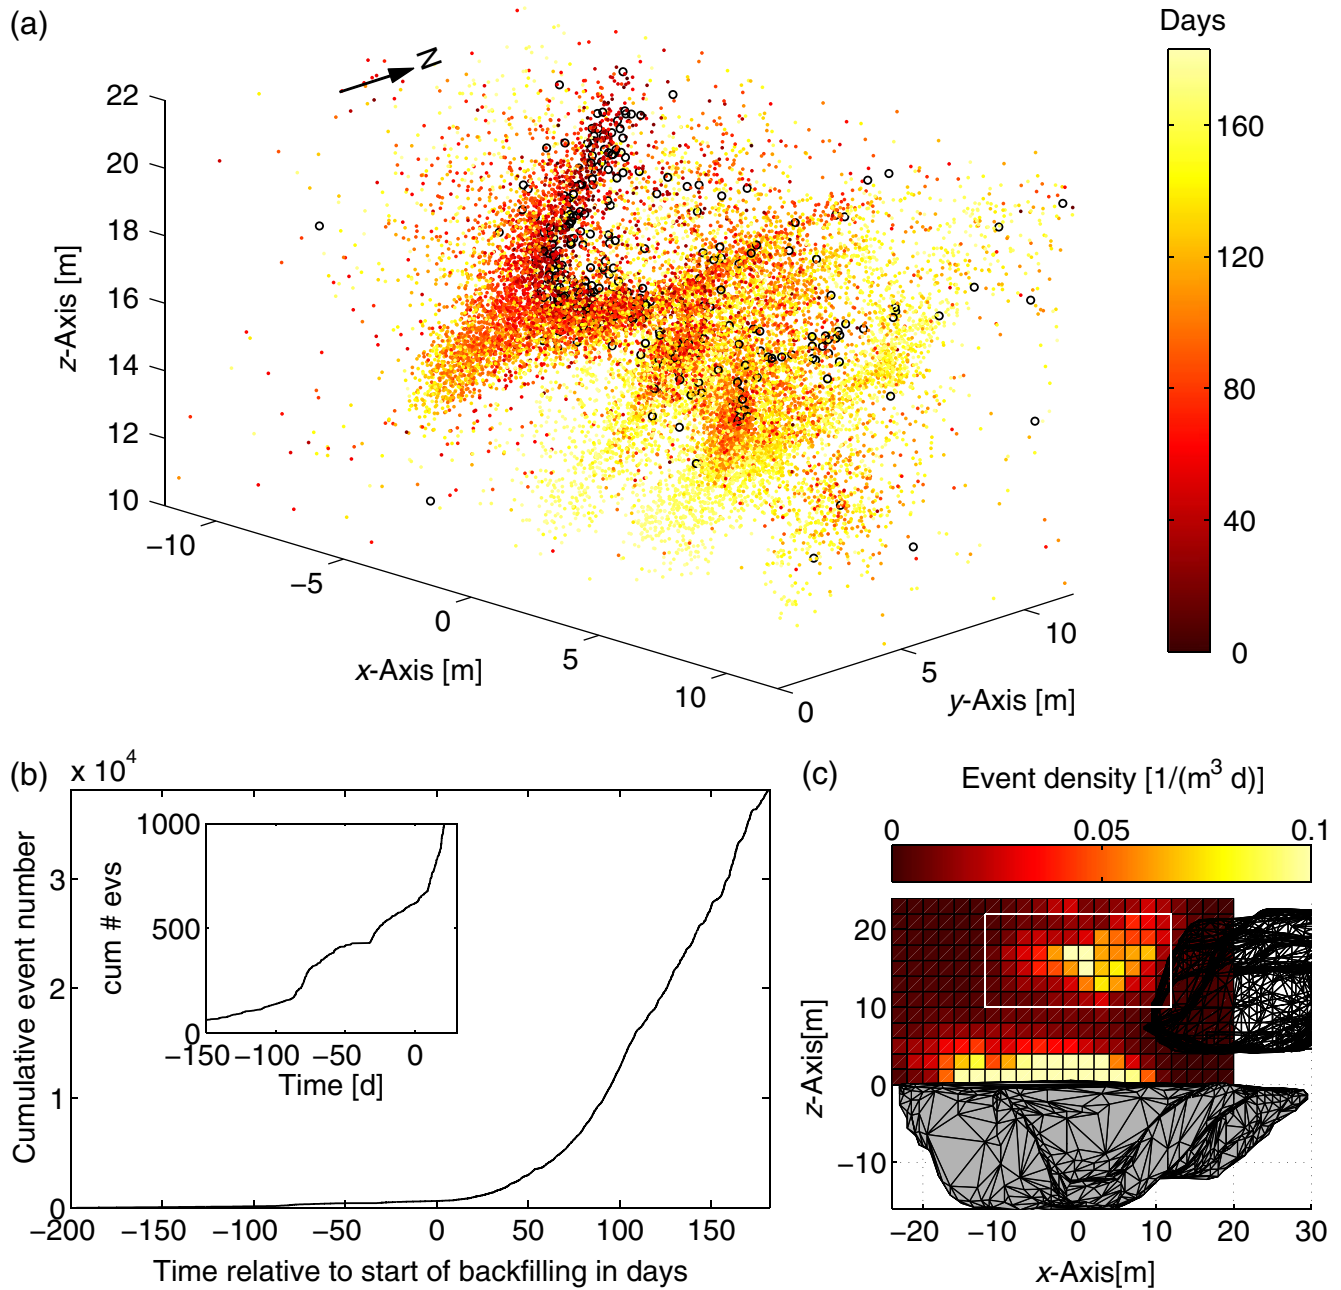 (a)
Days
N
22
20
18
16
14
12
10
z-Axis [m]
−10
−5
0
5
10
x-Axis [m]
0
5
10
y-Axis [m]
160
120
80
40
0
(b)
x 10^4
Cumulative event number
3
2
1
0
−200 −150 −100 −50 0 50 100 150
Time relative to start of backfilling in days
1000
500
0
cum # evs
−150 −100 −50 0
Time [d]
(c)
Event density [1/(m^3 d)]
0 0.05 0.1
20
10
0
−10
z-Axis[m]
−20 −10 0 10 20 30
x-Axis[m]